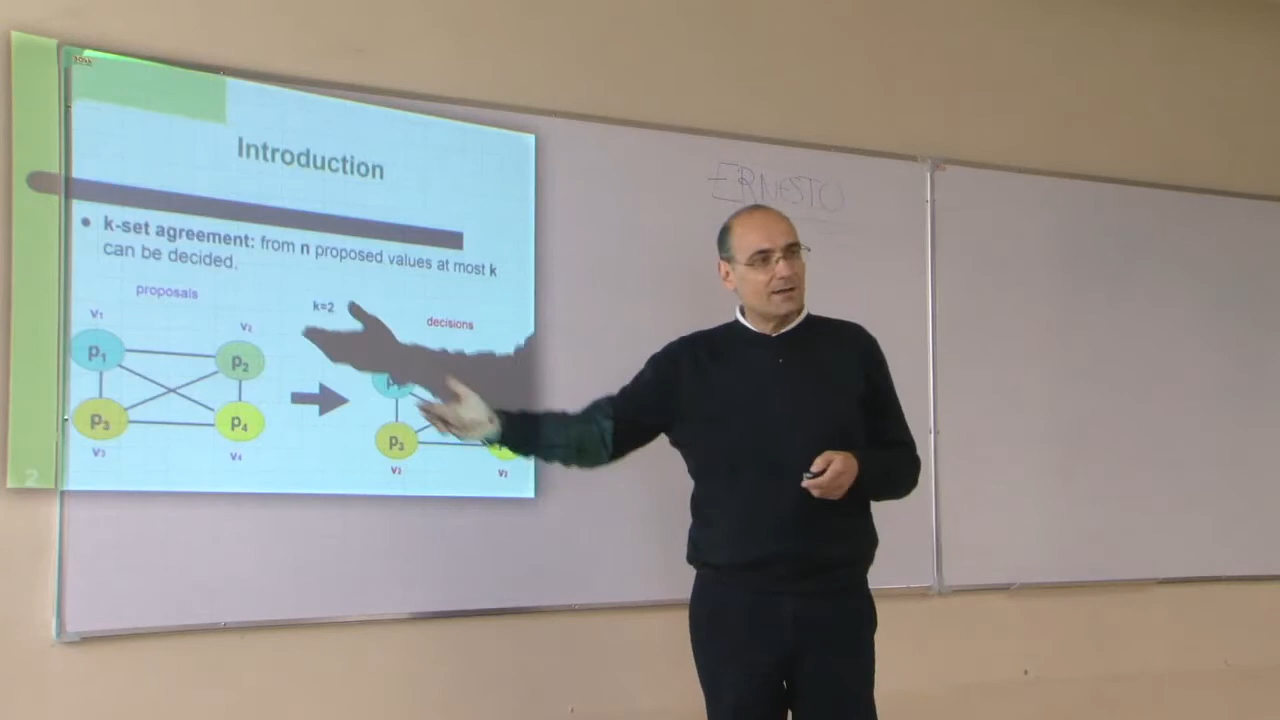 Introduction
ERNESTO
k-set agreement: from n proposed values at most k
can be decided.
proposals
k=2
decisions
v₁
v₂
p₁
p₂
p₃
p₄
p₃
v₃
v₄
v₂
2